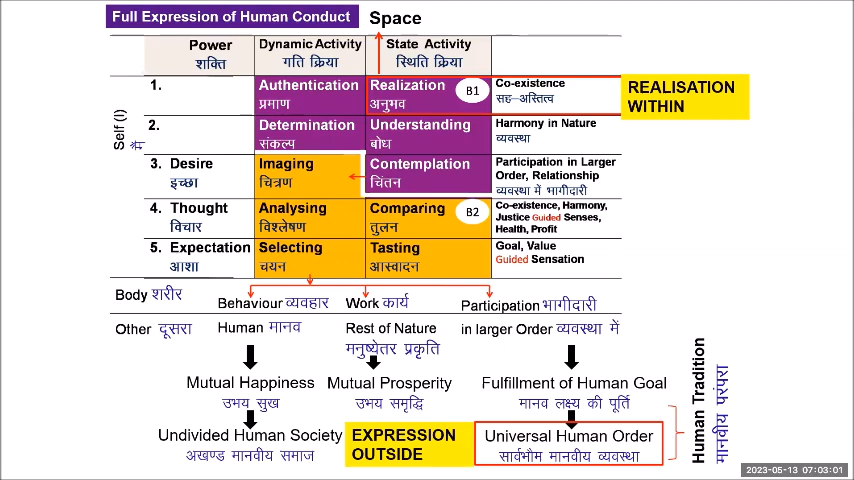 Full Expression of Human Conduct
Space
Power
शक्ति
Dynamic Activity
गति क्रिया
State Activity
स्थिति क्रिया
Self (I)
मैं
1.
Authentication
प्रमाण
Realization
अनुभव
B1
Co-existence
सह–अस्तित्व
REALISATION
WITHIN
2.
Determination
संकल्प
Understanding
बोध
Harmony in Nature
व्यवस्था
3. Desire
इच्छा
Imaging
चित्रण
Contemplation
चिंतन
Participation in Larger
Order, Relationship
व्यवस्था में भागीदारी
4. Thought
विचार
Analysing
विश्लेषण
Comparing
तुलन
B2
Co-existence, Harmony,
Justice Guided Senses,
Health, Profit
5. Expectation
आशा
Selecting
चयन
Tasting
आस्वादन
Goal, Value
Guided Sensation
Body शरीर
Behaviour व्यवहार
Work कार्य
Participation भागीदारी
Other दूसरा
Human मानव
Rest of Nature
मनुष्येतर प्रकृति
in larger Order व्यवस्था में
Mutual Happiness
उभय सुख
Mutual Prosperity
उभय समृद्धि
Fulfillment of Human Goal
मानव लक्ष्य की पूर्ति
Undivided Human Society
अखण्ड मानवीय समाज
EXPRESSION
OUTSIDE
Universal Human Order
सार्वभौम मानवीय व्यवस्था
Human Tradition
मानवीय परंपरा
2023-05-13 07:03:01